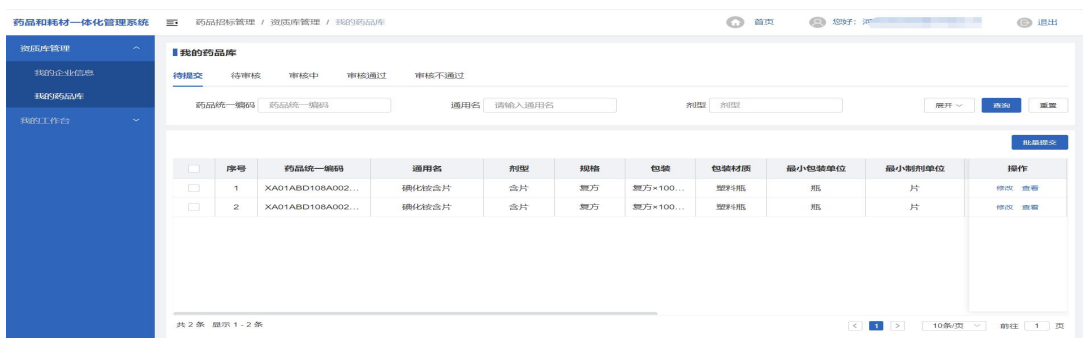 药品和耗材一体化管理系统
药品招标管理 / 资质库管理 / 我的药品库
首页
您好：
退出
资质库管理
我的企业信息
我的药品库
我的工作台
我的药品库
待提交 待审核 审核中 审核通过 审核不通过
药品统一编码 药品统一编码 通用名 请输入通用名 剂型 剂型 展开 查询 重置
批量提交
序号 药品统一编码 通用名 剂型 规格 包装 包装材质 最小包装单位 最小制剂单位 操作
1 XA01ABD108A002... 碘化铵含片 含片 复方 复方×100... 塑料瓶 瓶 片 修改 查看
2 XA01ABD108A002... 碘化铵含片 含片 复方 复方×100... 塑料瓶 瓶 片 修改 查看
共 2 条 显示 1 - 2 条
< 1 > 10条/页 前往 1 页